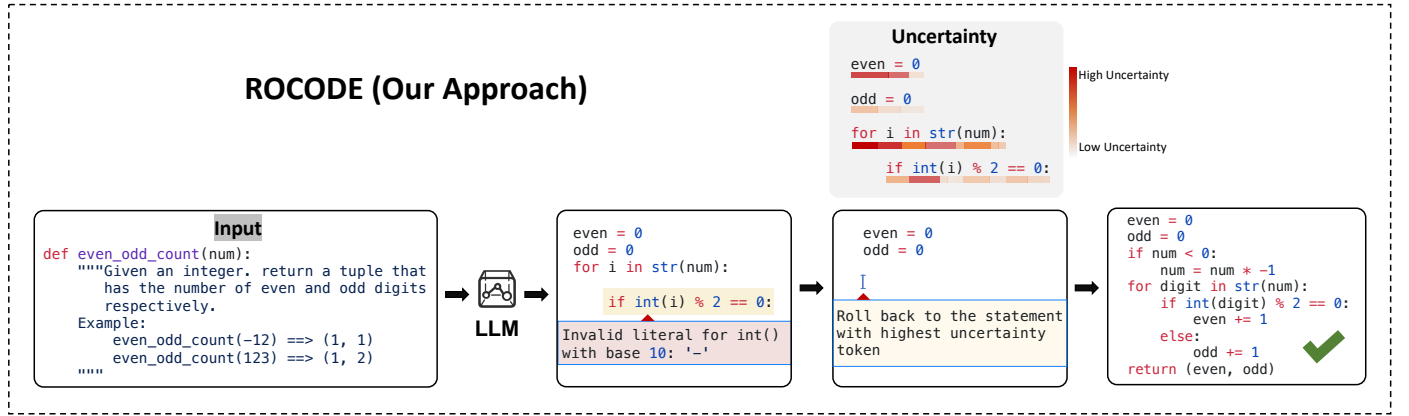 ROCODE (Our Approach)
Uncertainty
even = 0
odd = 0
for i in str(num):
if int(i) % 2 == 0:
High Uncertainty
Low Uncertainty
Input
def even_odd_count(num):
"""Given an integer. return a tuple that
has the number of even and odd digits
respectively.
Example:
even_odd_count(-12) ==> (1, 1)
even_odd_count(123) ==> (1, 2)
"""
LLM
even = 0
odd = 0
for i in str(num):
if int(i) % 2 == 0:
Invalid literal for int()
with base 10: '-'
even = 0
odd = 0
Roll back to the statement
with highest uncertainty
token
even = 0
odd = 0
if num < 0:
num = num * -1
for digit in str(num):
if int(digit) % 2 == 0:
even += 1
else:
odd += 1
return (even, odd)